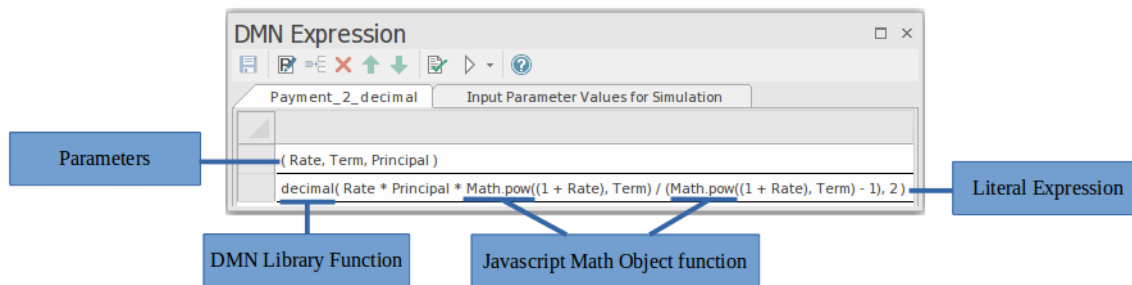 DMN Expression
Payment_2_decimal
Input Parameter Values for Simulation
Parameters
( Rate, Term, Principal )
decimal( Rate * Principal * Math.pow((1 + Rate), Term) / (Math.pow((1 + Rate), Term) - 1), 2 )
Literal Expression
DMN Library Function
Javascript Math Object function